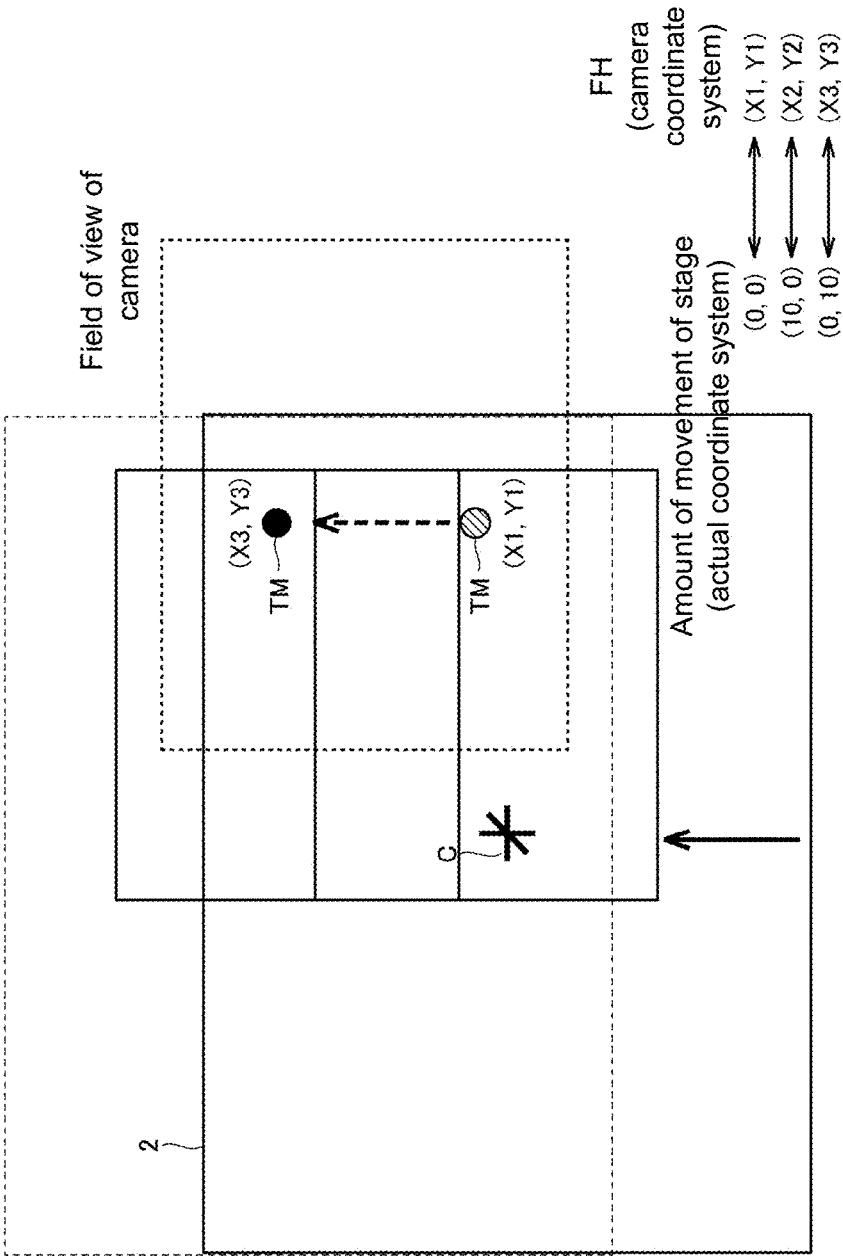 Field of view of
camera
FH
(camera
coordinate
system)
Amount of movement of stage
(actual coordinate system)
(0, 0) (X1, Y1)
(10, 0) (X2, Y2)
(0, 10) (X3, Y3)
(X3, Y3)
TM
TM
(X1, Y1)
C
2